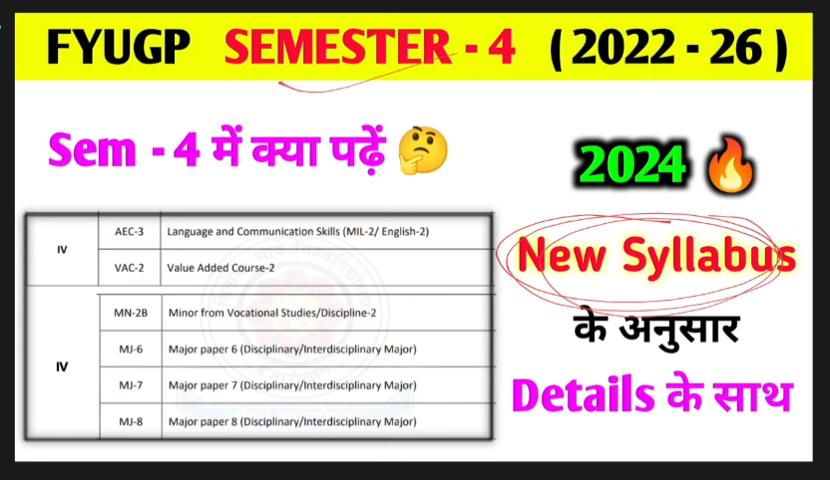 FYUGP SEMESTER - 4 ( 2022 - 26 )
Sem - 4 में क्या पढ़ें
2024
IV
AEC-3 Language and Communication Skills (MIL-2/ English-2)
VAC-2 Value Added Course-2
IV
MN-2B Minor from Vocational Studies/Discipline-2
MJ-6 Major paper 6 (Disciplinary/Interdisciplinary Major)
MJ-7 Major paper 7 (Disciplinary/Interdisciplinary Major)
MJ-8 Major paper 8 (Disciplinary/Interdisciplinary Major)
New Syllabus
के अनुसार
Details के साथ